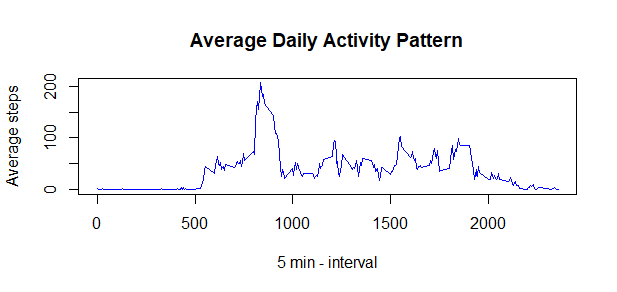 Average Daily Activity Pattern
Average steps
200
100
0
0 500 1000 1500 2000
5 min - interval